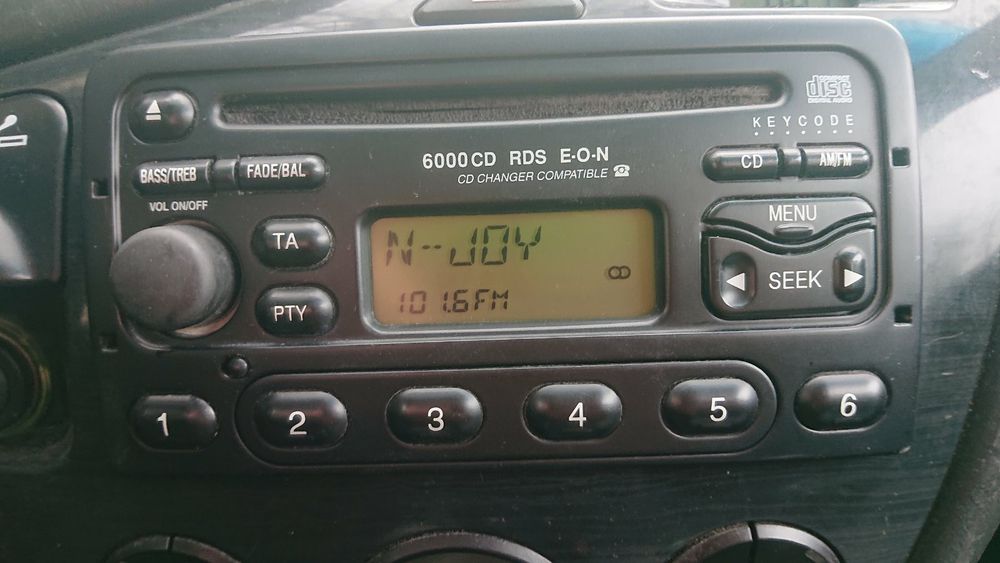 COMPACT
disc
DIGITAL AUDIO
KEYCODE
6000CD RDS E·O·N
CD CHANGER COMPATIBLE
BASS/TREB
FADE/BAL
CD
AM/FM
VOL ON/OFF
TA
PTY
N-JOY
101.6FM
MENU
SEEK
1
2
3
4
5
6